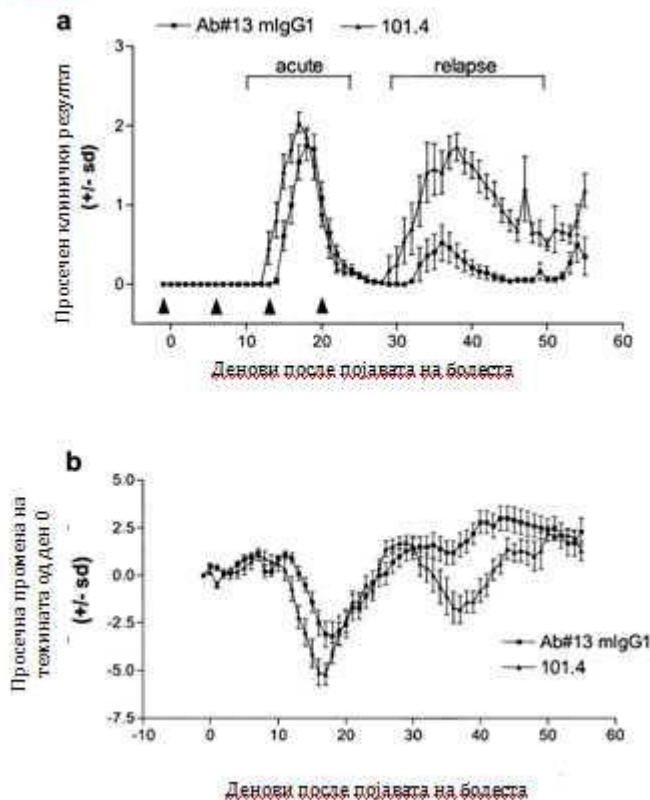 a
Ab#13 mIgG1
101.4
acute
relapse
Просечен клинички резултат
(+/- sd)
3
2
1
0
0 10 20 30 40 50 60
Денови после појавата на болеста
b
Просечна промена на
тежината од ден 0
(+/- sd)
5.0
2.5
0.0
-2.5
-5.0
-7.5
Ab#13 mIgG1
101.4
-10 0 10 20 30 40 50 60
Денови после појавата на болеста